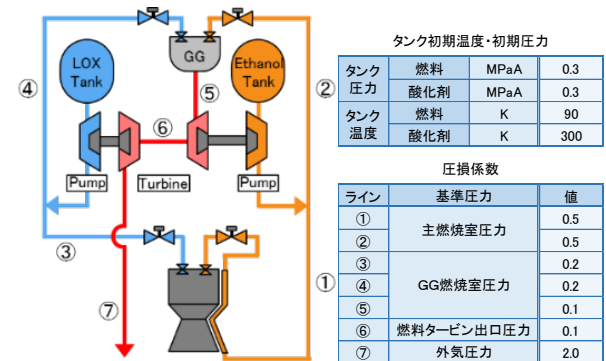 GG
LOX
Tank
Ethanol
Tank
④
②
⑤
⑥
Pump
Turbine
Pump
③
①
⑦
タンク初期温度・初期圧力
タンク圧力 燃料 MPaA 0.3
酸化剤 MPaA 0.3
タンク温度 燃料 K 90
酸化剤 K 300
圧損係数
ライン 基準圧力 値
① 主燃焼室圧力 0.5
② 0.5
③ GG燃焼室圧力 0.2
④ 0.2
⑤ 0.1
⑥ 燃料タービン出口圧力 0.1
⑦ 外気圧力 2.0